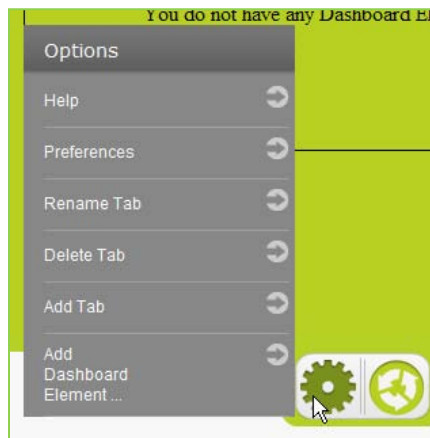 You do not have any Dashboard El
Options
Help
Preferences
Rename Tab
Delete Tab
Add Tab
Add
Dashboard
Element ...